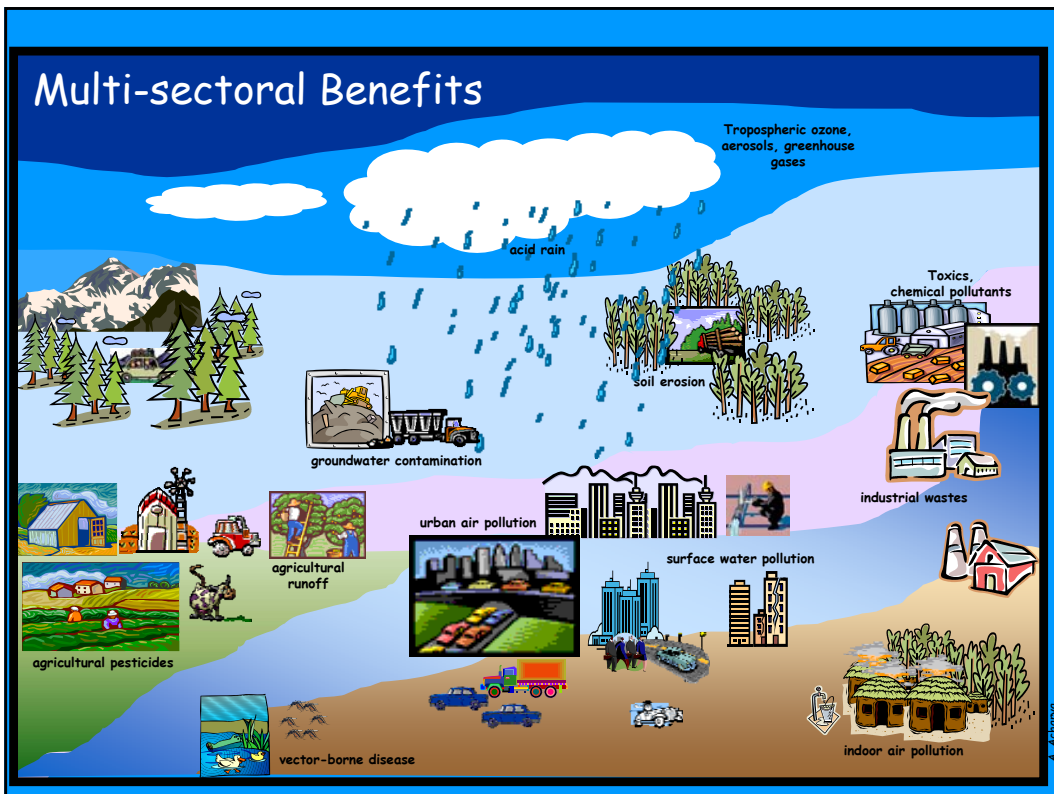 Multi-sectoral Benefits
Tropospheric ozone,
aerosols, greenhouse
gases
acid rain
Toxics,
chemical pollutants
soil erosion
groundwater contamination
industrial wastes
urban air pollution
surface water pollution
agricultural
runoff
agricultural pesticides
indoor air pollution
vector-borne disease